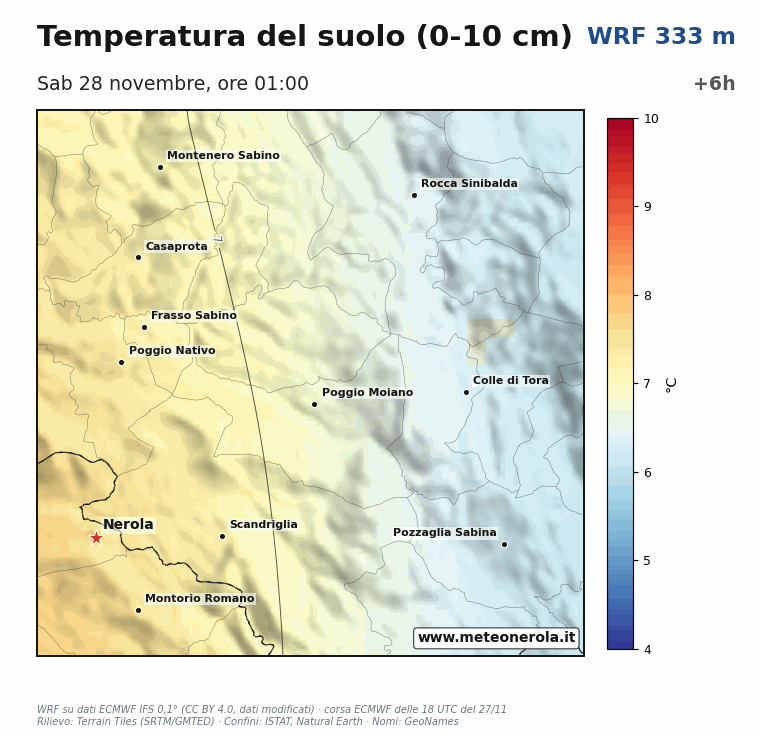 Temperatura del suolo (0-10 cm) WRF 333 m
Sab 28 novembre, ore 01:00 +6h
Montenero Sabino
Rocca Sinibalda
Casaprota
7
Frasso Sabino
Poggio Nativo
Colle di Tora
Poggio Moiano
Nerola
Scandriglia
Pozzaglia Sabina
Montorio Romano
www.meteonerola.it
10
9
8
7
6
5
4
°C
WRF su dati ECMWF IFS 0,1° (CC BY 4.0, dati modificati) · corsa ECMWF delle 18 UTC del 27/11
Rilievo: Terrain Tiles (SRTM/GMTED) · Confini: ISTAT, Natural Earth · Nomi: GeoNames